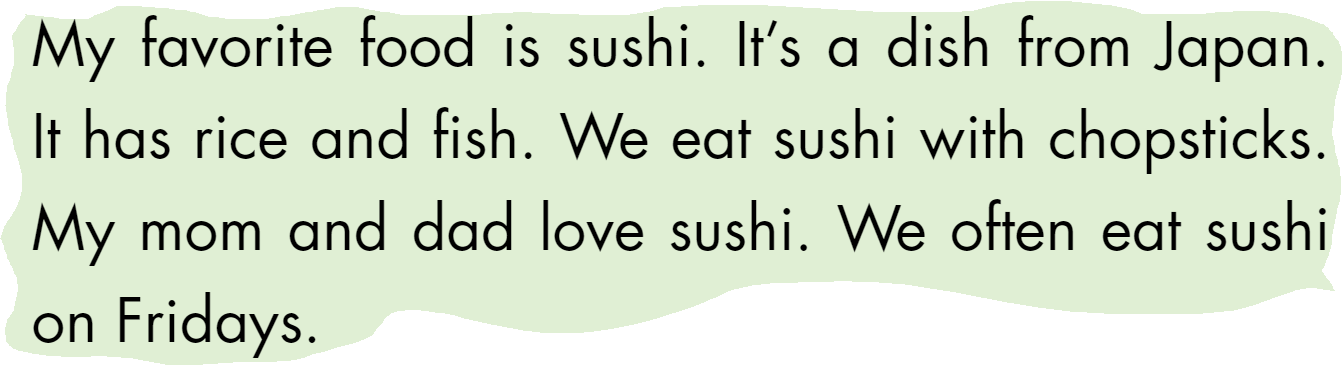 My favorite food is sushi. It’s a dish from Japan.
It has rice and fish. We eat sushi with chopsticks.
My mom and dad love sushi. We often eat sushi
on Fridays.